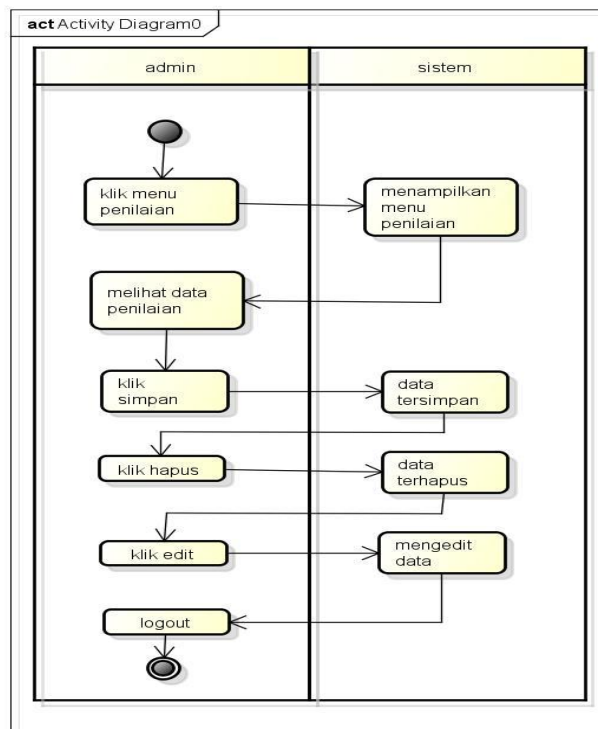 act Activity Diagram0
admin
sistem
klik menu
penilaian
menampilkan
menu
penilaian
melihat data
penilaian
klik
simpan
data
tersimpan
klik hapus
data
terhapus
klik edit
mengedit
data
logout